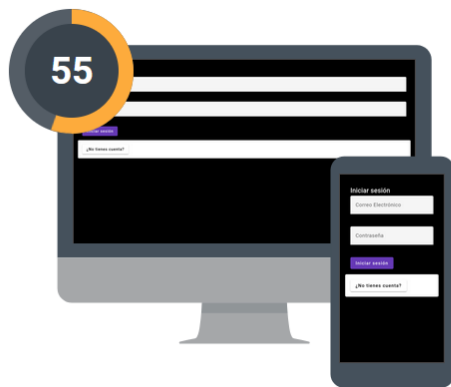 55
Iniciar sesión
¿No tienes cuenta?
Iniciar sesión
Correo Electrónico
Contraseña
Iniciar sesión
¿No tienes cuenta?